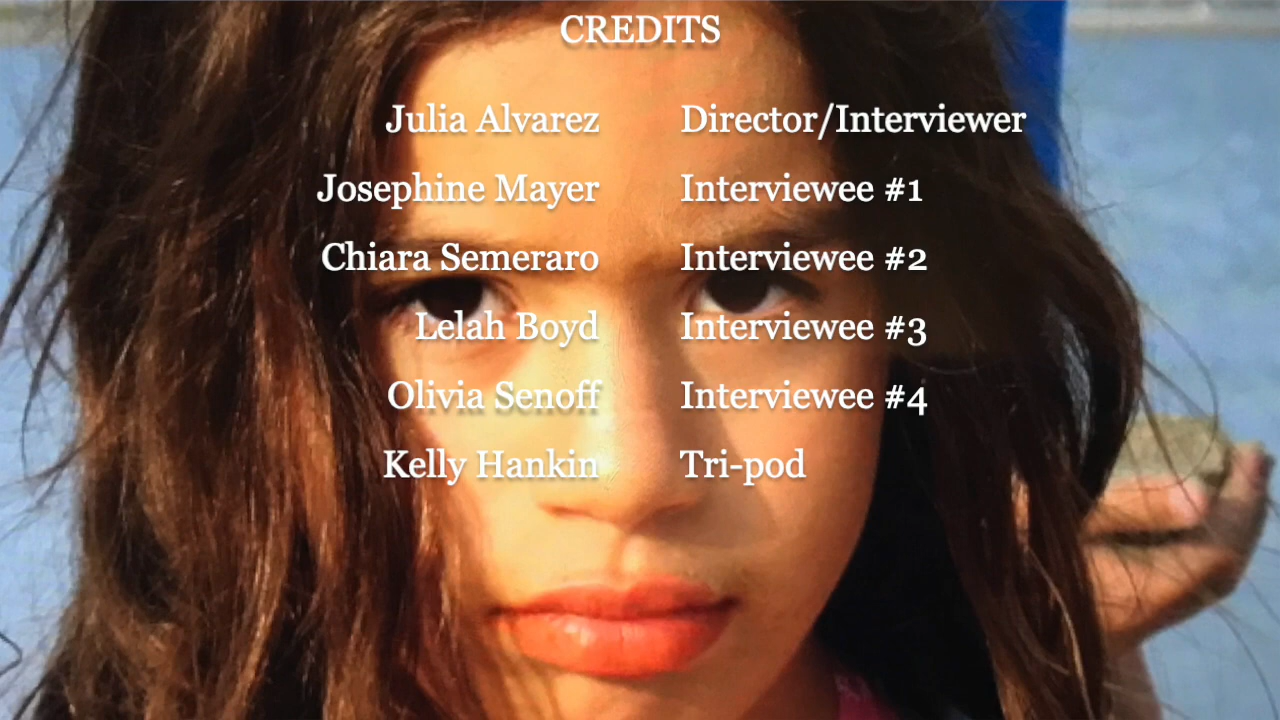 CREDITS
Julia Alvarez Director/Interviewer
Josephine Mayer Interviewee #1
Chiara Semeraro Interviewee #2
Lelah Boyd Interviewee #3
Olivia Senoff Interviewee #4
Kelly Hankin Tri-pod